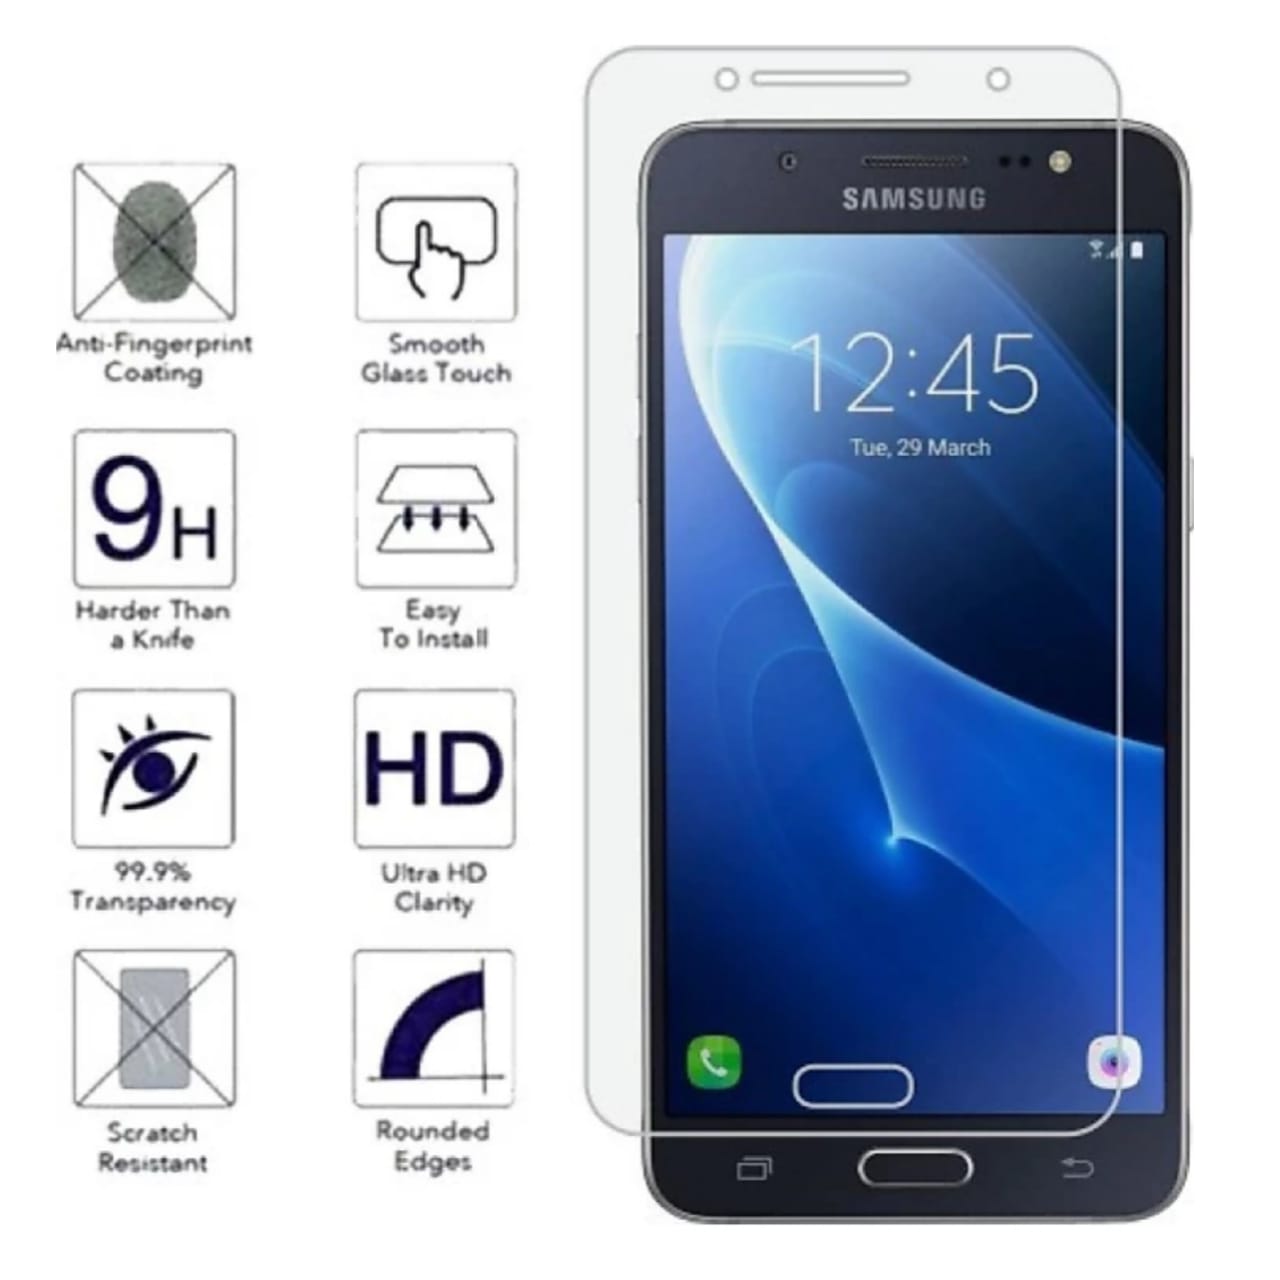 Anti-Fingerprint
Coating
Smooth
Glass Touch
9H
Harder Than
a Knife
Easy
To Install
99.9%
Transparency
HD
Ultra HD
Clarity
Scratch
Resistant
Rounded
Edges
SAMSUNG
12:45
Tue, 29 March